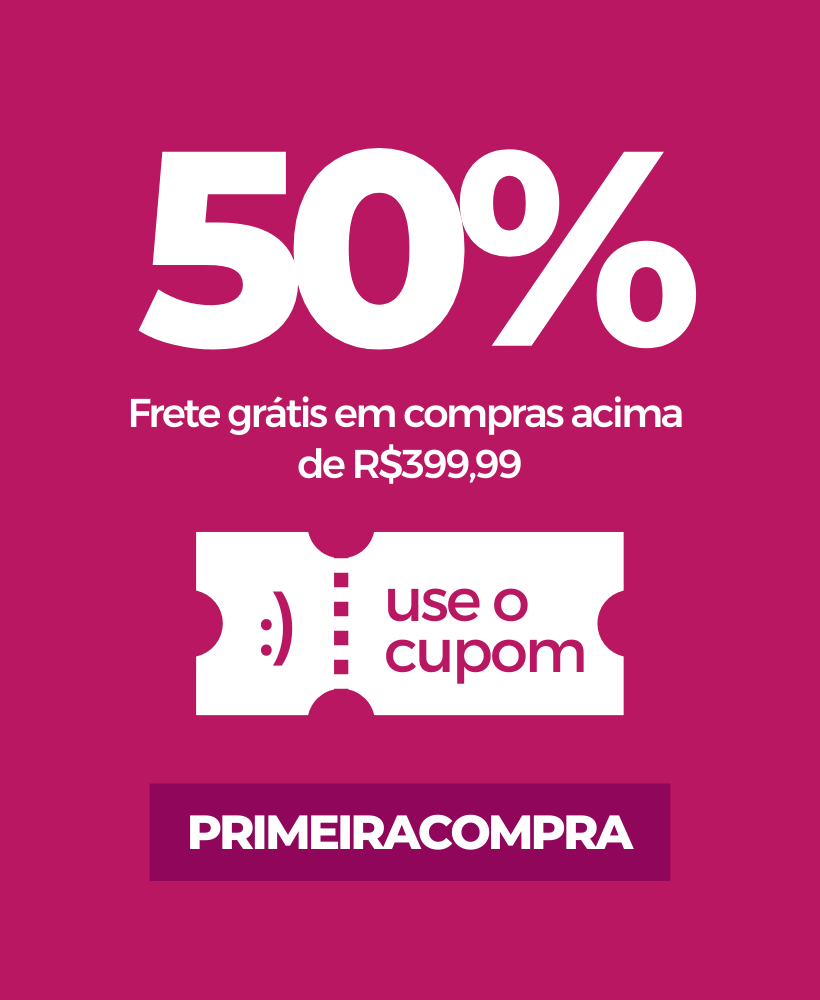 50%
Frete grátis em compras acima
de R$399,99
:)
use o
cupom
PRIMEIRACOMPRA